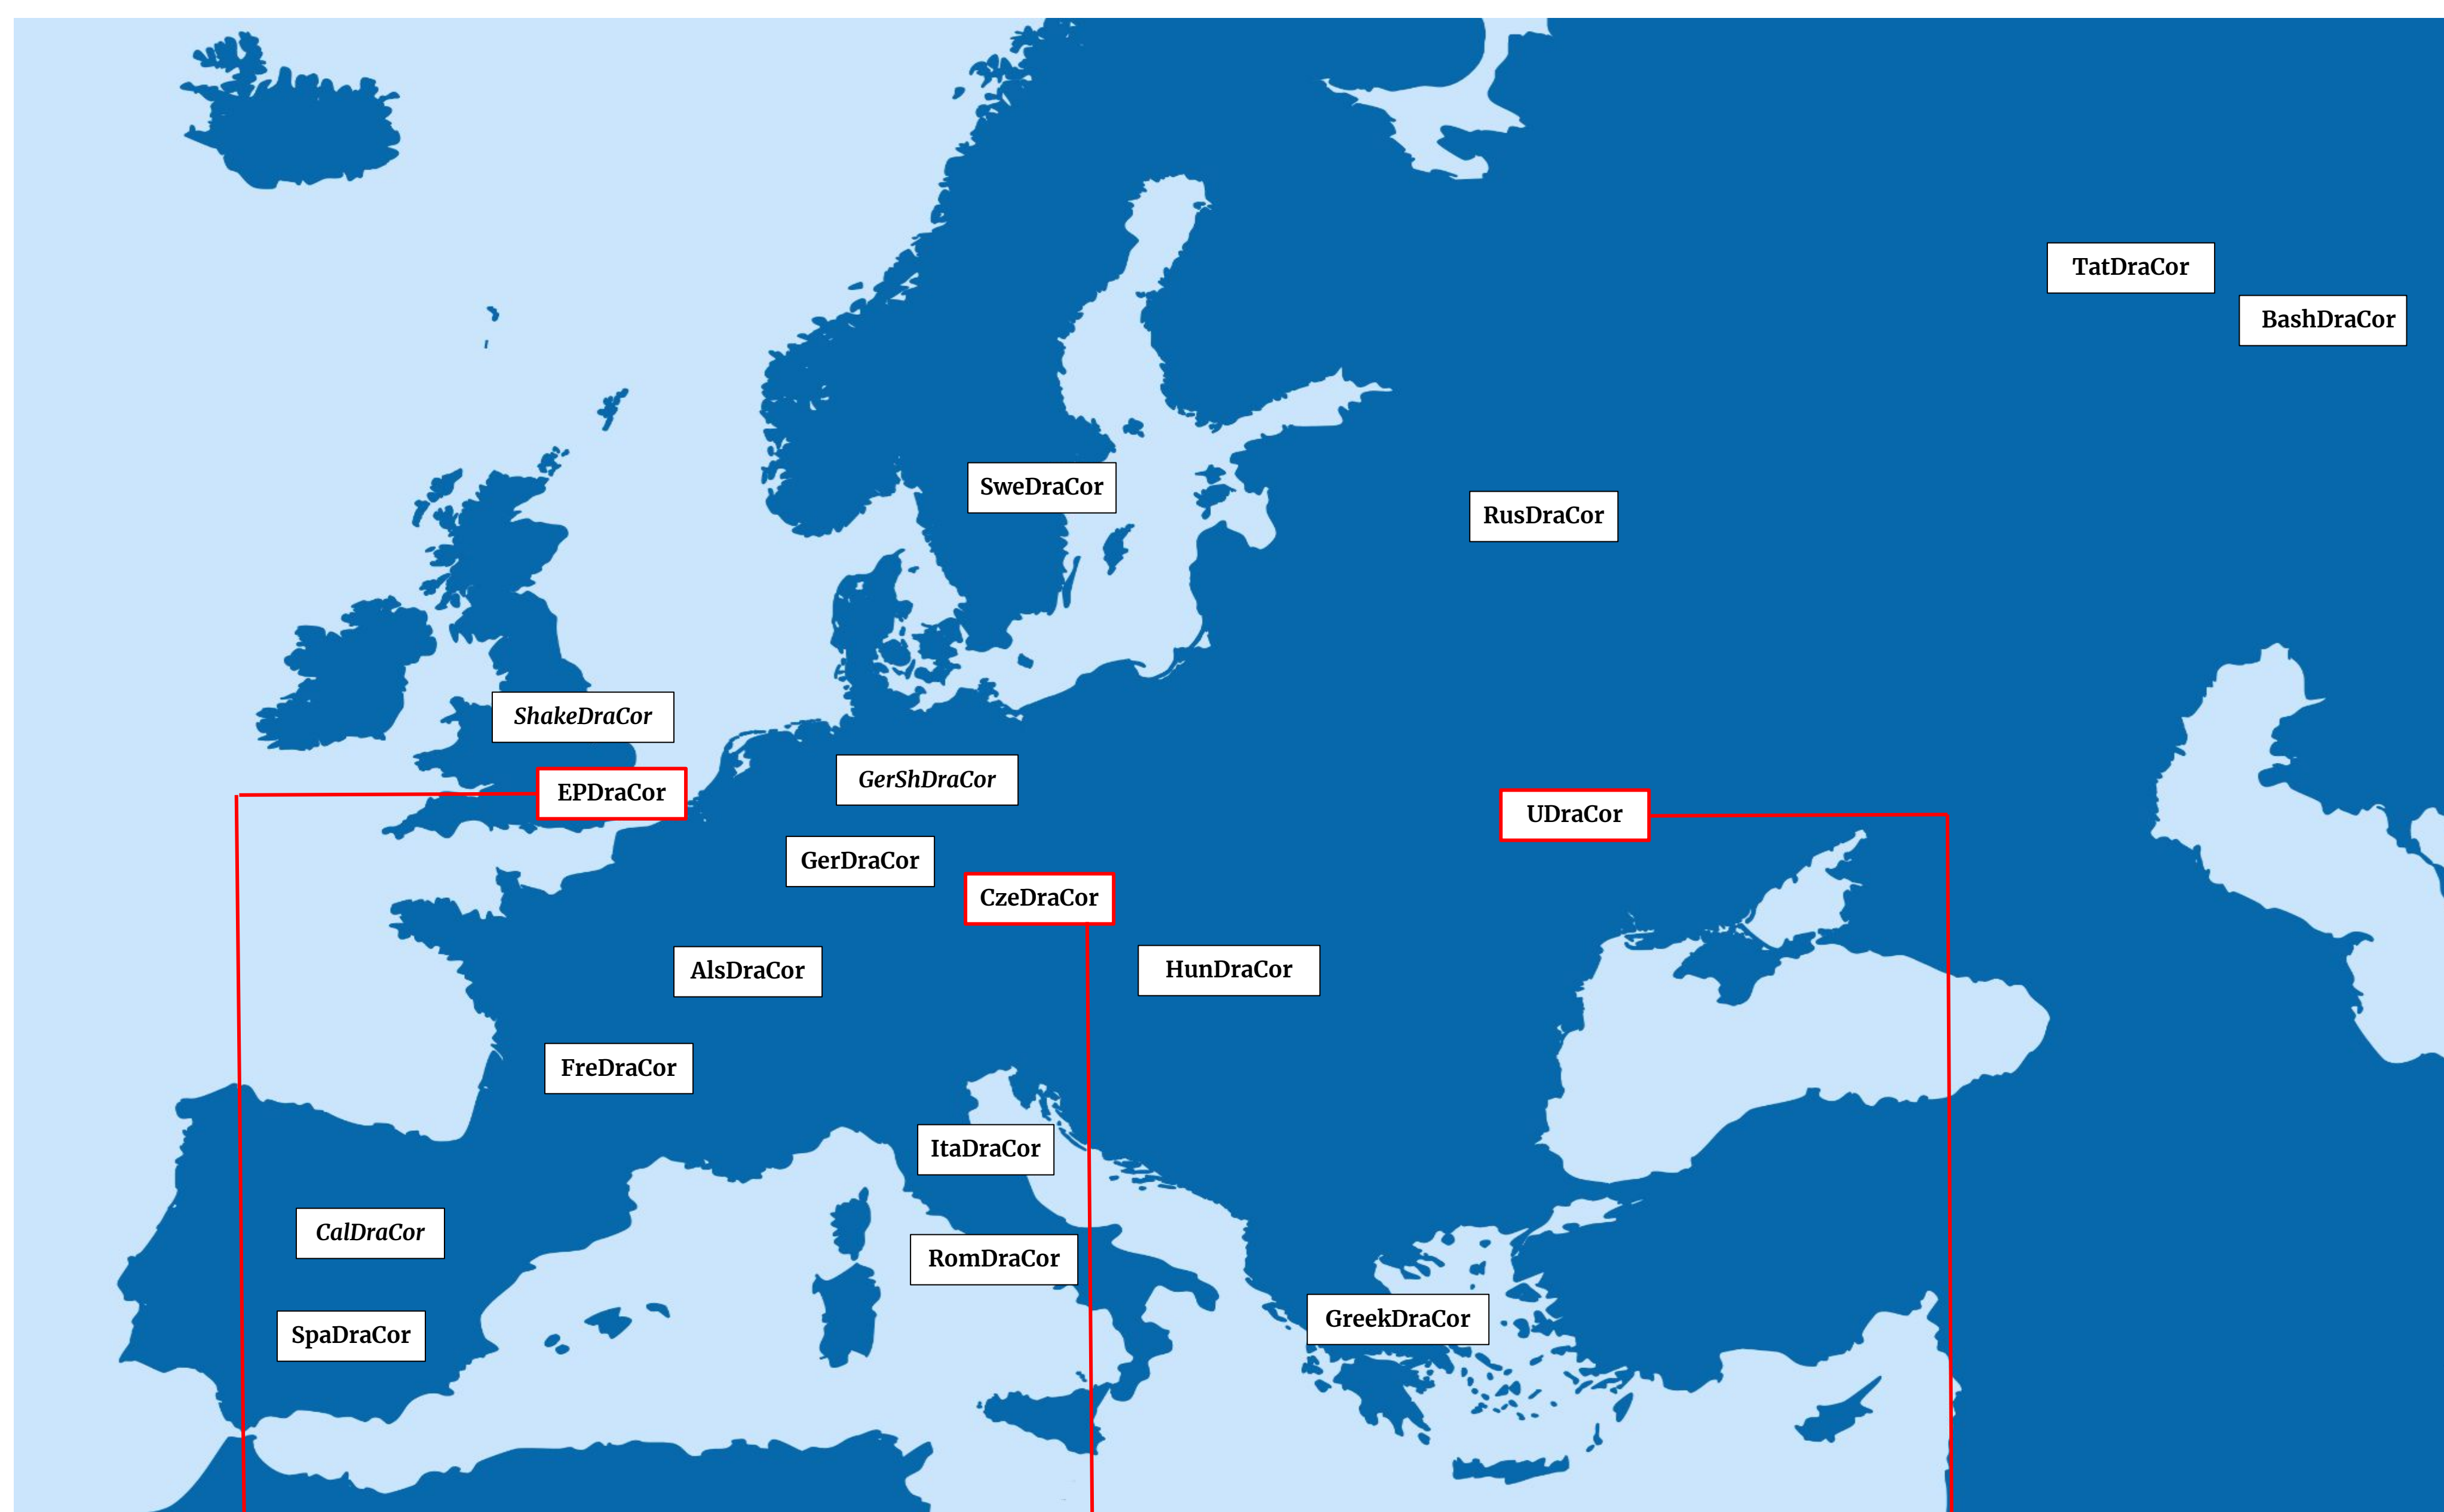 TatDraCor
BashDraCor
SweDraCor
RusDraCor
ShakeDraCor
GerShDraCor
EPDraCor
UDraCor
GerDraCor
CzeDraCor
AlsDraCor
HunDraCor
FreDraCor
ItaDraCor
CalDraCor
RomDraCor
GreekDraCor
SpaDraCor